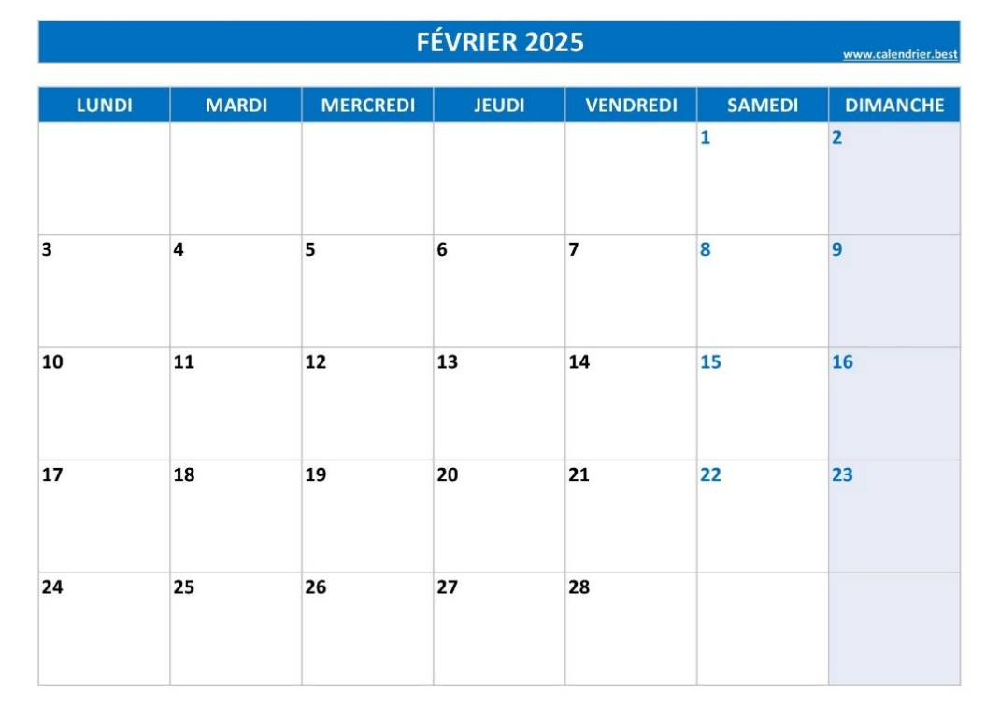 FÉVRIER 2025
www.calendrier.best
LUNDI MARDI MERCREDI JEUDI VENDREDI SAMEDI DIMANCHE
1 2
3 4 5 6 7 8 9
10 11 12 13 14 15 16
17 18 19 20 21 22 23
24 25 26 27 28